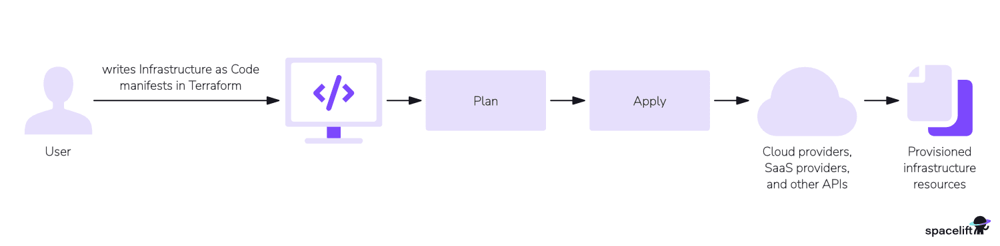 writes Infrastructure as Code
manifests in Terraform
User
</>
Plan
Apply
Cloud providers,
SaaS providers,
and other APIs
Provisioned
infrastructure
resources
spacelift